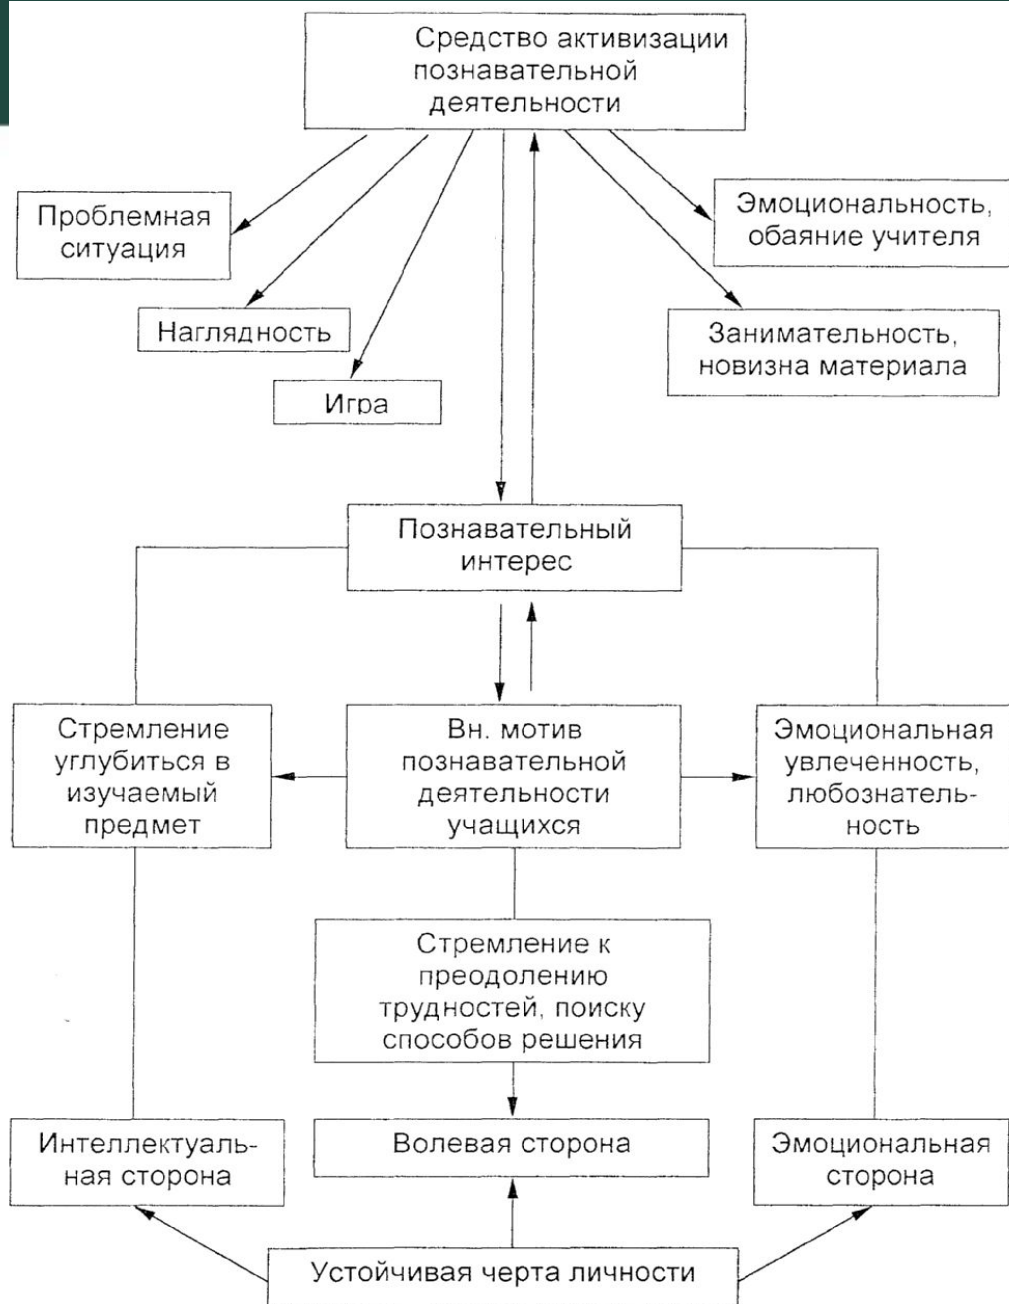 Средство активизации
познавательной
деятельности
Проблемная
ситуация
Эмоциональность,
обаяние учителя
Наглядность
Занимательность,
новизна материала
Игра
Познавательный
интерес
Стремление
углубиться в
изучаемый
предмет
Вн. мотив
познавательной
деятельности
учащихся
Эмоциональная
увлеченность,
любознатель-
ность
Стремление к
преодолению
трудностей, поиску
способов решения
Интеллектуаль-
ная сторона
Волевая сторона
Эмоциональная
сторона
Устойчивая черта личности